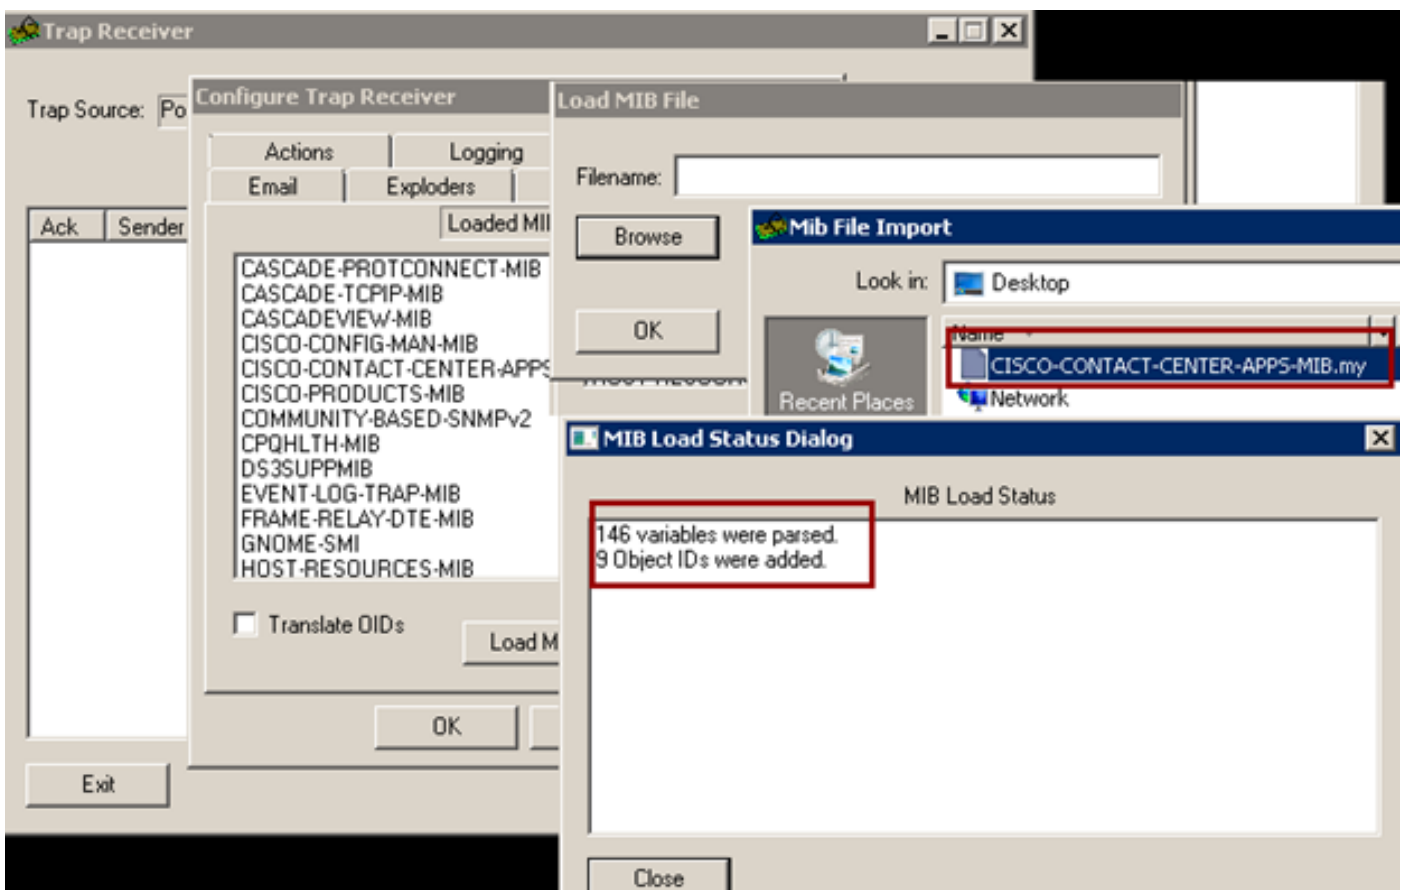 Trap Receiver
Trap Source: Po
Ack Sender
Exit
Configure Trap Receiver
Actions Logging
Email Exploders
Loaded MI
CASCADE-PROTCONNECT-MIB
CASCADE-TCPIP-MIB
CASCADEVIEW-MIB
CISCO-CONFIG-MAN-MIB
CISCO-CONTACT-CENTER-APPS
CISCO-PRODUCTS-MIB
COMMUNITY-BASED-SNMPv2
CPQHLTH-MIB
DS3SUPPMIB
EVENT-LOG-TRAP-MIB
FRAME-RELAY-DTE-MIB
GNOME-SMI
HOST-RESOURCES-MIB
Translate OIDs
Load M
OK
Load MIB File
Filename:
Browse
OK
Mib File Import
Look in: Desktop
Name
CISCO-CONTACT-CENTER-APPS-MIB.my
Network
Recent Places
MIB Load Status Dialog
MIB Load Status
146 variables were parsed.
9 Object IDs were added.
Close